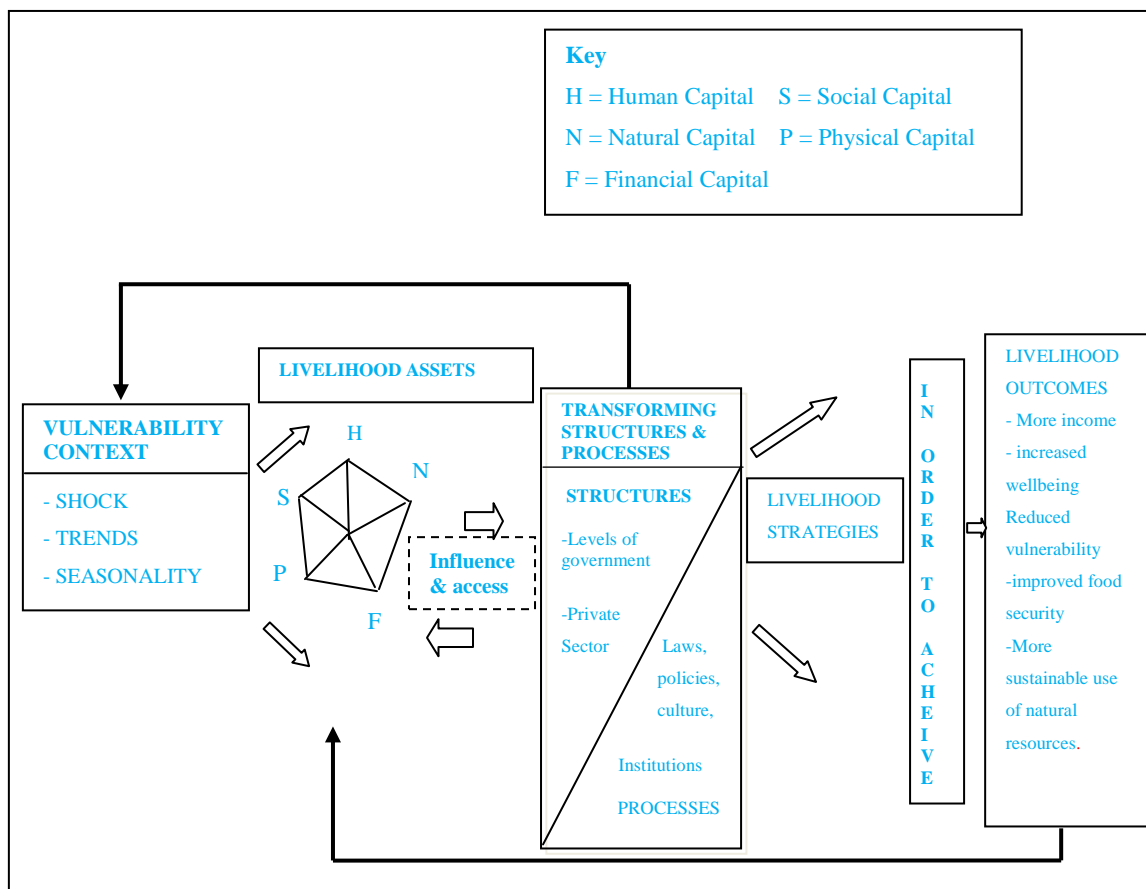 Key
H = Human Capital S = Social Capital
N = Natural Capital P = Physical Capital
F = Financial Capital
LIVELIHOOD ASSETS
VULNERABILITY
CONTEXT
- SHOCK
- TRENDS
- SEASONALITY
H
N
S
P
F
Influence
& access
TRANSFORMING
STRUCTURES &
PROCESSES
STRUCTURES
-Levels of
government
-Private
Sector
Laws,
policies,
culture,
Institutions
PROCESSES
LIVELIHOOD
STRATEGIES
I
N
O
R
D
E
R
T
O
A
C
H
E
I
V
E
LIVELIHOOD
OUTCOMES
- More income
- increased
wellbeing
Reduced
vulnerability
-improved food
security
-More
sustainable use
of natural
resources.